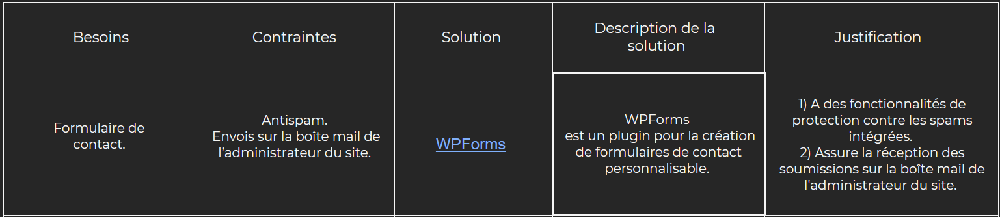 Besoins
Contraintes
Solution
Description de la
solution
Justification
Formulaire de
contact.
Antispam.
Envois sur la boîte mail de
l’administrateur du site.
WPForms
WPForms
est un plugin pour la création
de formulaires de contact
personnalisable.
1) A des fonctionnalités de
protection contre les spams
intégrées.
2) Assure la réception des
soumissions sur la boîte mail de
l'administrateur du site.